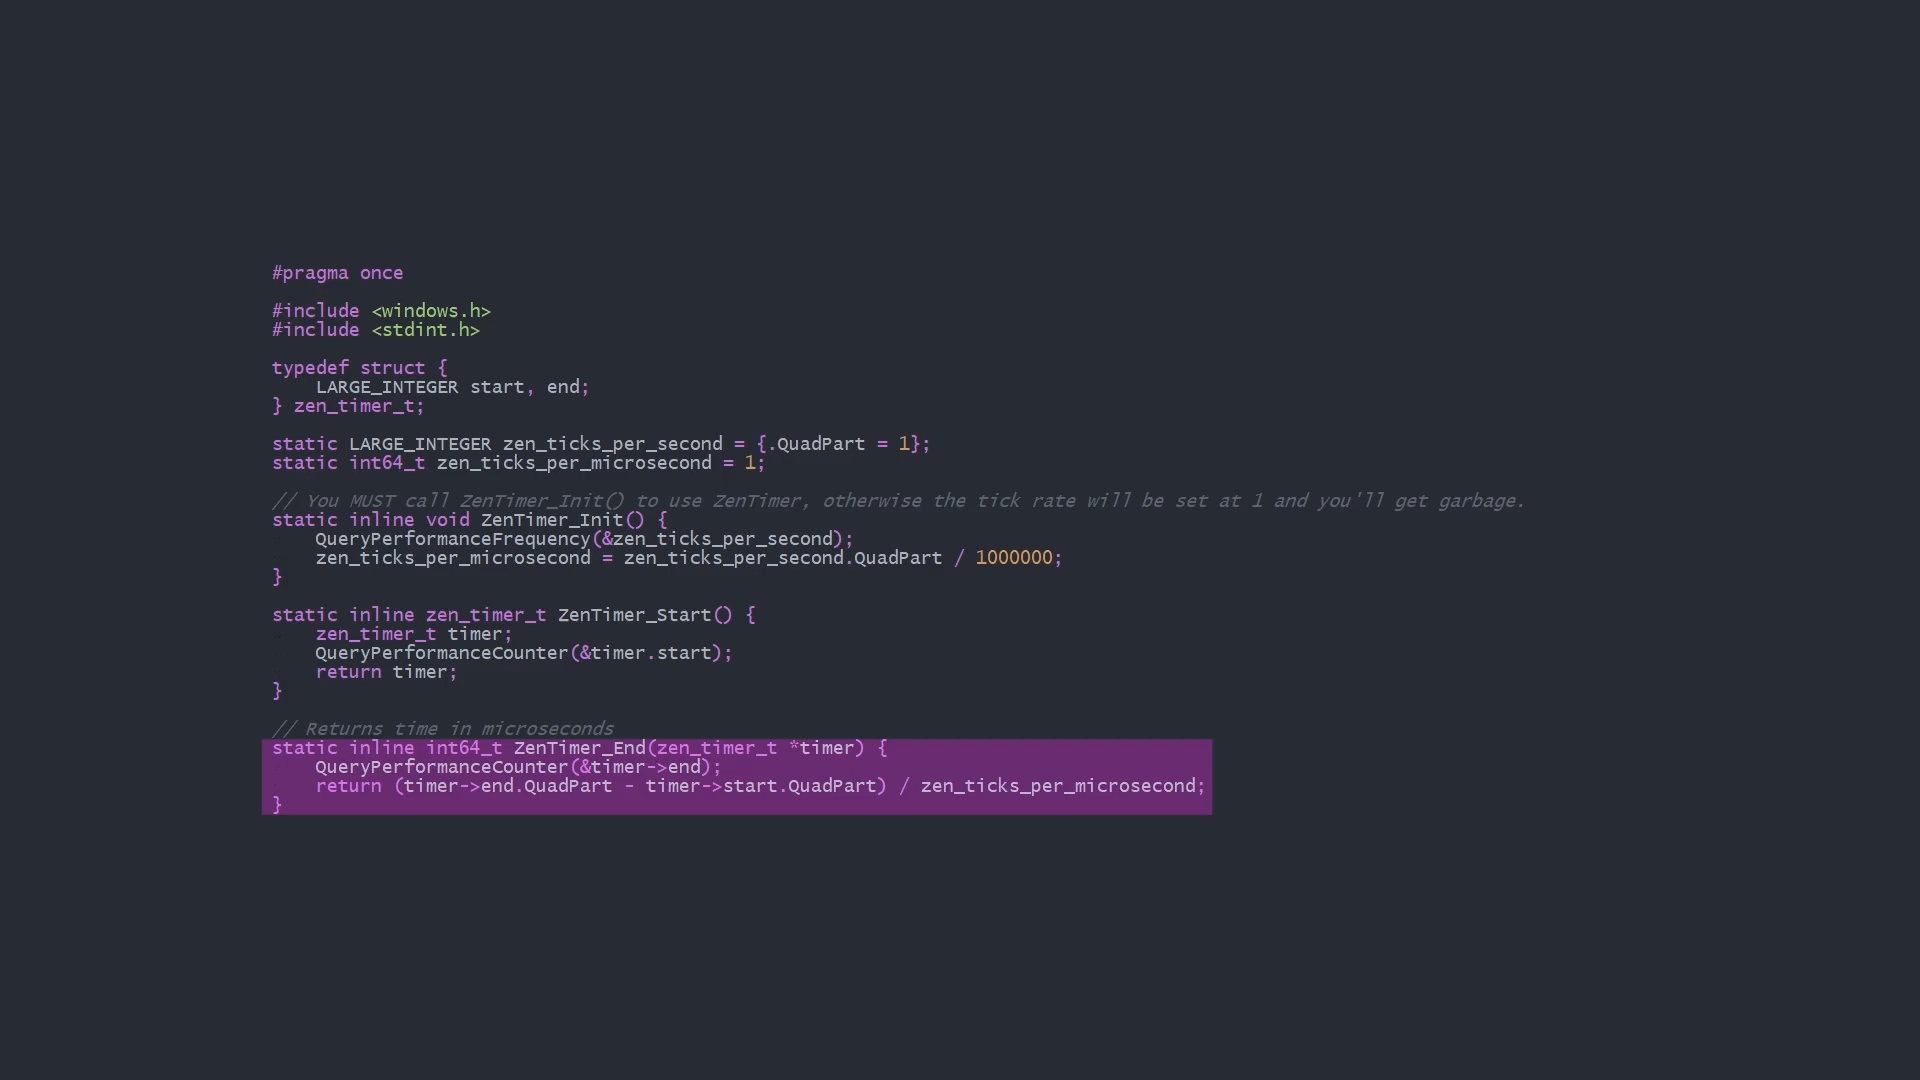 #pragma once
#include <windows.h>
#include <stdint.h>
typedef struct {
    LARGE_INTEGER start, end;
} zen_timer_t;
static LARGE_INTEGER zen_ticks_per_second = {.QuadPart = 1};
static int64_t zen_ticks_per_microsecond = 1;
// You MUST call ZenTimer_Init() to use ZenTimer, otherwise the tick rate will be set at 1 and you'll get garbage.
static inline void ZenTimer_Init() {
    QueryPerformanceFrequency(&zen_ticks_per_second);
    zen_ticks_per_microsecond = zen_ticks_per_second.QuadPart / 1000000;
}
static inline zen_timer_t ZenTimer_Start() {
    zen_timer_t timer;
    QueryPerformanceCounter(&timer.start);
    return timer;
}
// Returns time in microseconds
static inline int64_t ZenTimer_End(zen_timer_t *timer) {
    QueryPerformanceCounter(&timer->end);
    return (timer->end.QuadPart - timer->start.QuadPart) / zen_ticks_per_microsecond;
}